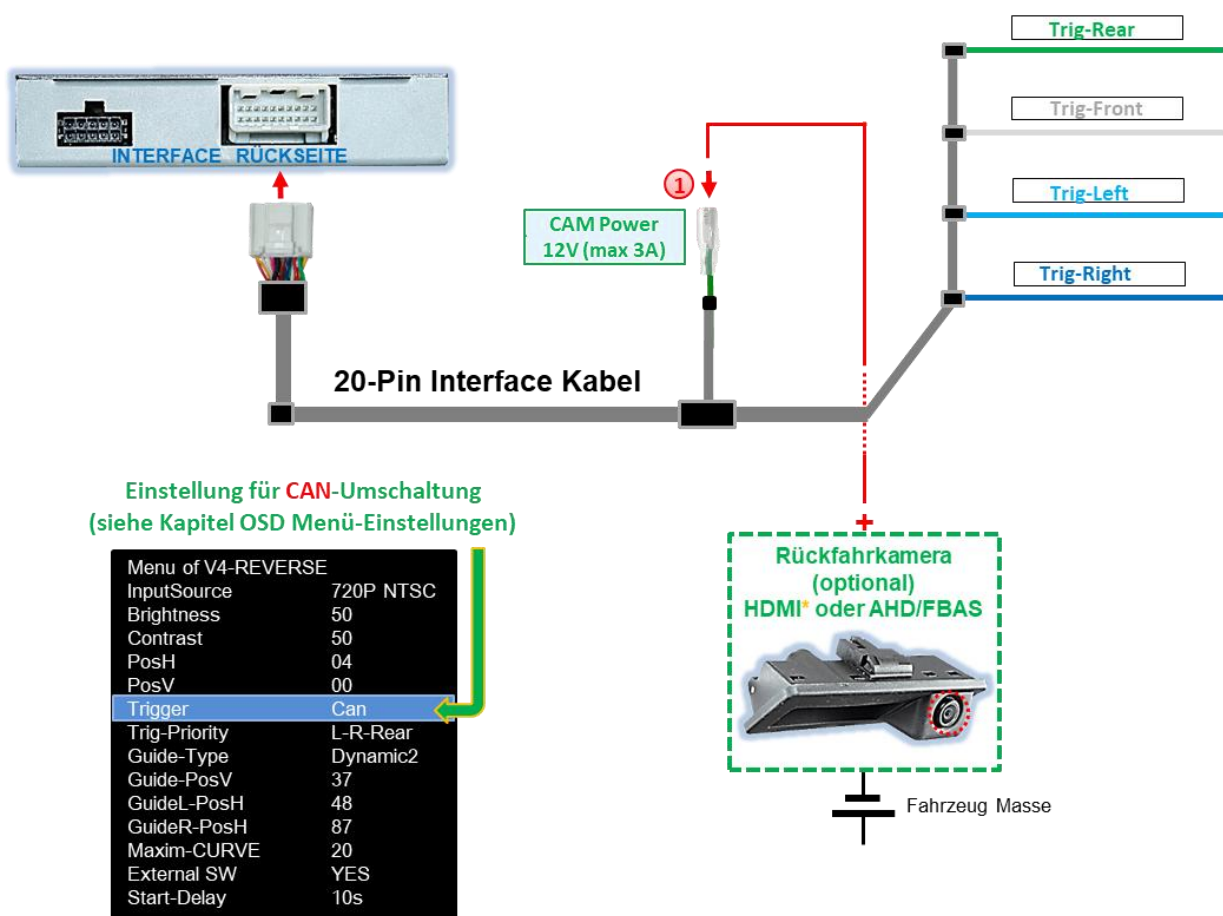 Trig-Rear
Trig-Front
Trig-Left
Trig-Right
INTERFACE RÜCKSEITE
1
CAM Power
12V (max 3A)
20-Pin Interface Kabel
Einstellung für CAN-Umschaltung
(siehe Kapitel OSD Menü-Einstellungen)
Menu of V4-REVERSE
InputSource 720P NTSC
Brightness 50
Contrast 50
PosH 04
PosV 00
Trigger Can
Trig-Priority L-R-Rear
Guide-Type Dynamic2
Guide-PosV 37
GuideL-PosH 48
GuideR-PosH 87
Maxim-CURVE 20
External SW YES
Start-Delay 10s
+
Rückfahrkamera
(optional)
HDMI* oder AHD/FBAS
Fahrzeug Masse